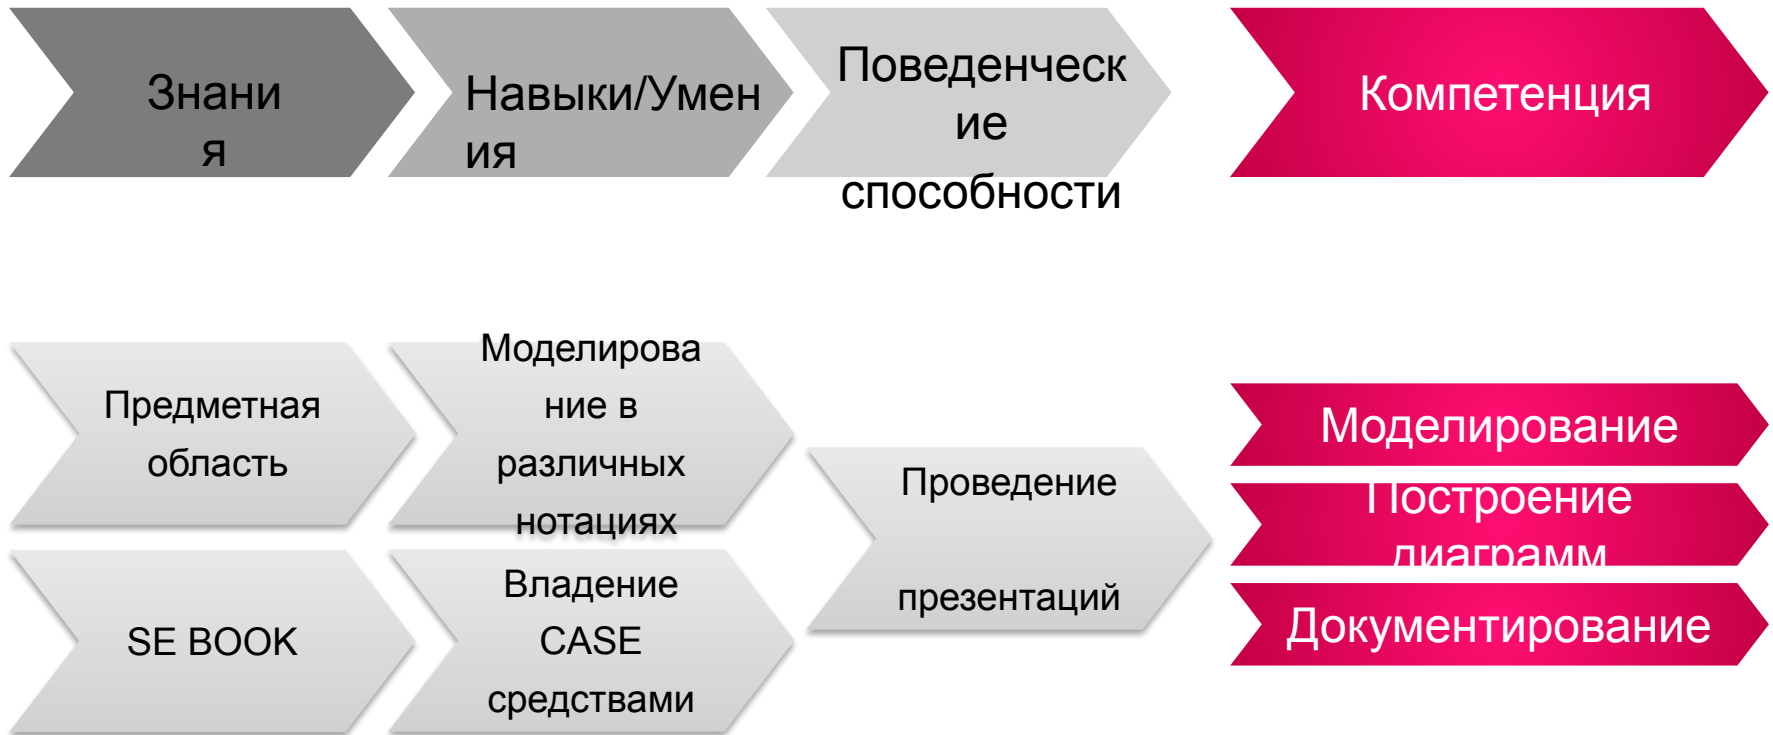 Знани
я
Навыки/Умен
ия
Поведенческ
ие
способности
Компетенция
Предметная
область
Моделирова
ние в
различных
нотациях
SE BOOK
Владение
CASE
средствами
Проведение
презентаций
Моделирование
Построение
диаграмм
Документирование